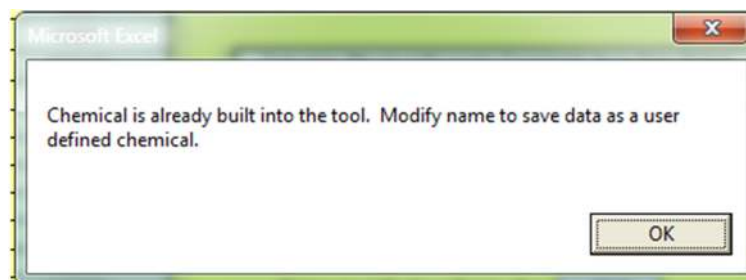 Microsoft Excel
Chemical is already built into the tool.  Modify name to save data as a user
defined chemical.
OK